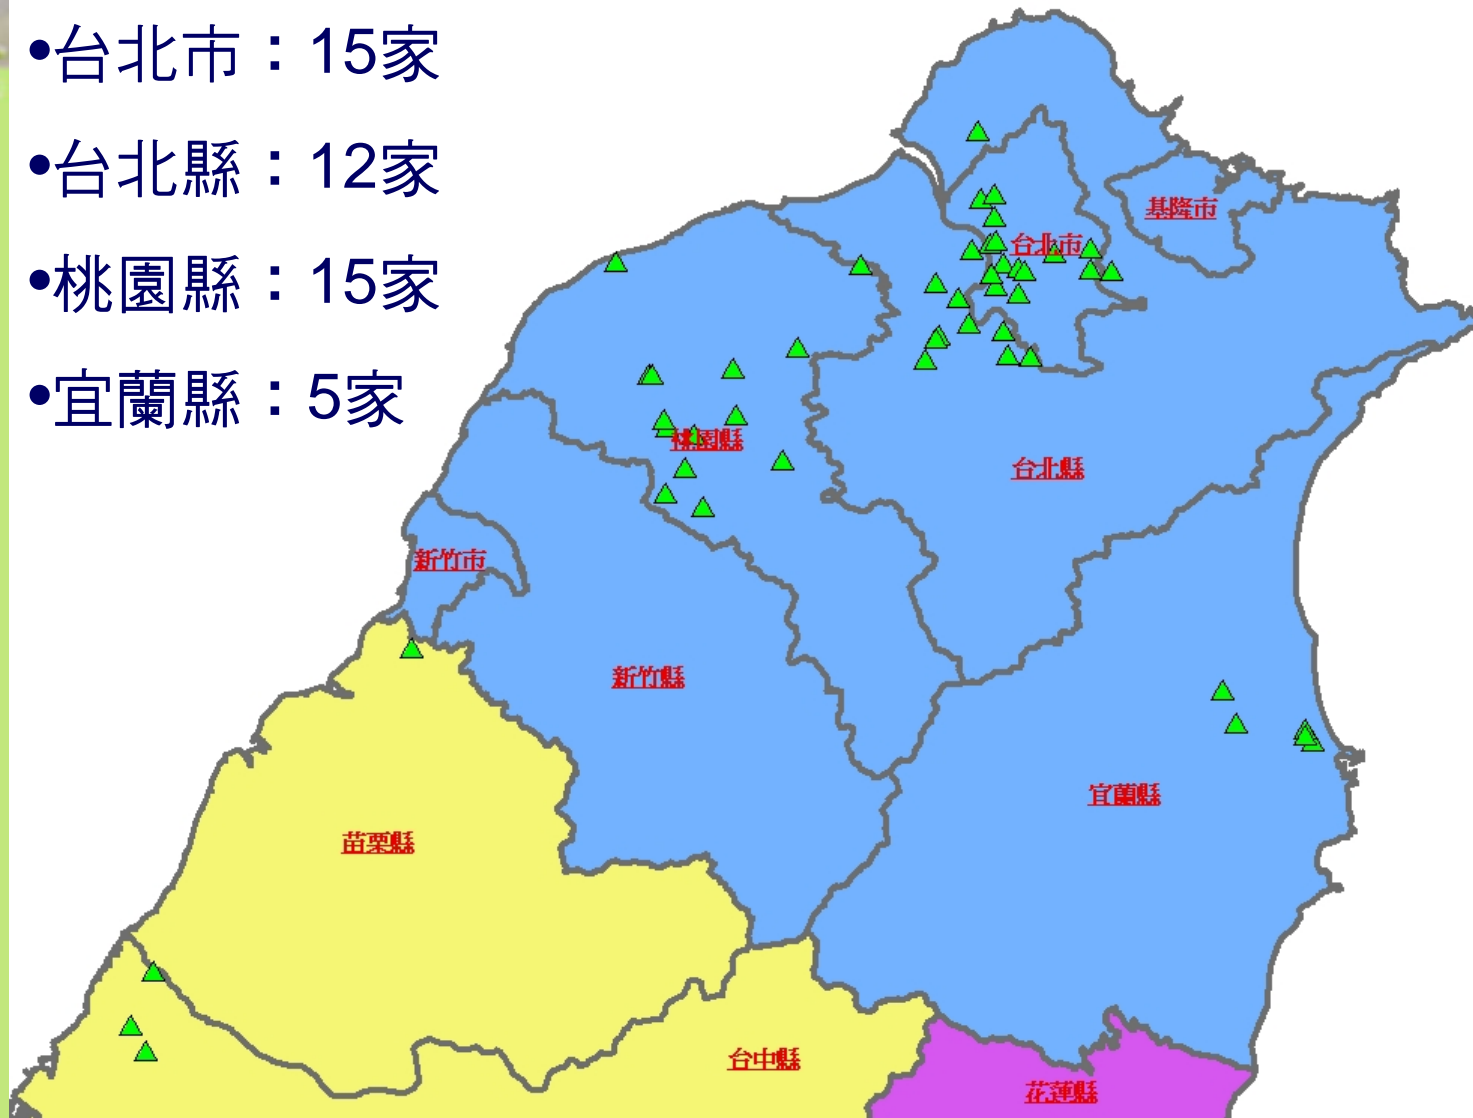 •台北市：15家
•台北縣：12家
•桃園縣：15家
•宜蘭縣：5家
基隆市
台北市
桃園縣
台北縣
新竹市
新竹縣
宜蘭縣
苗栗縣
台中縣
花蓮縣